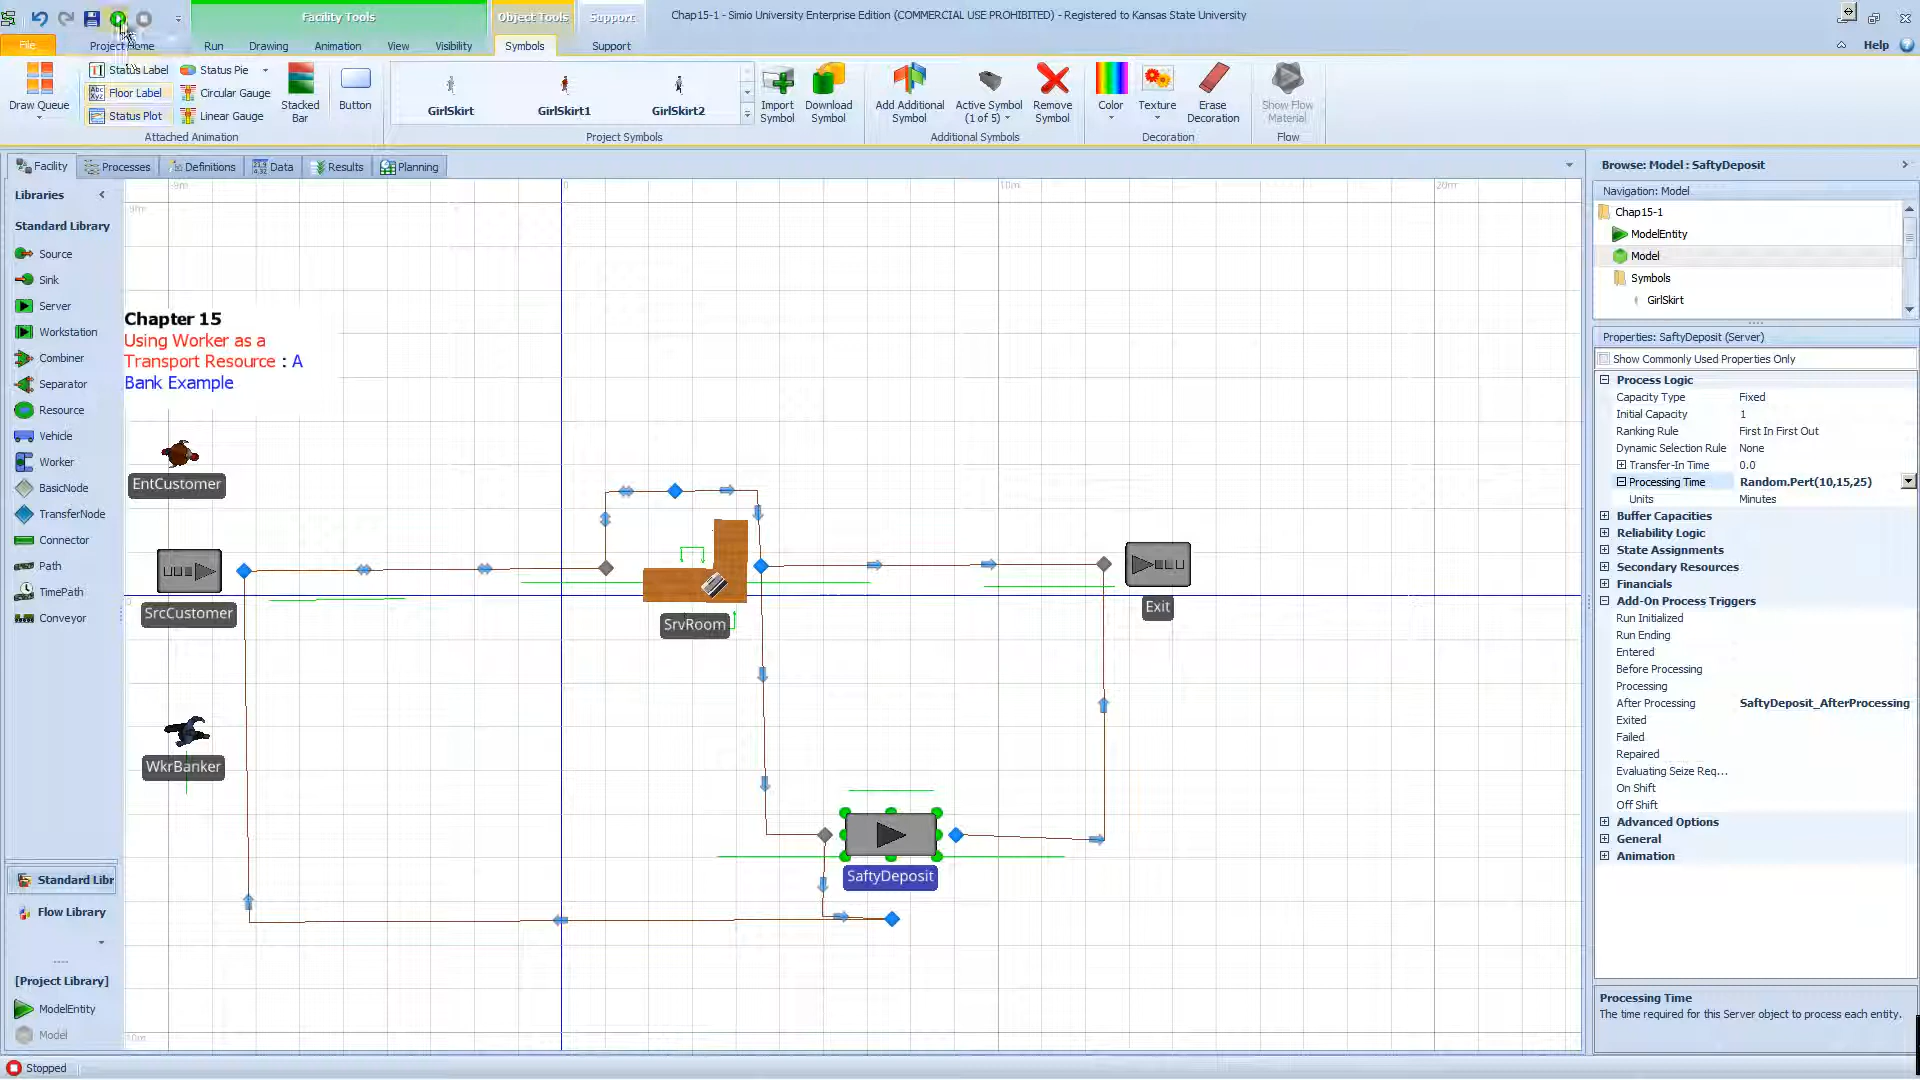 Facility Tools
Object Tools
Support
Chap15-1 - Simio University Enterprise Edition (COMMERCIAL USE PROHIBITED) - Registered to Kansas State University
File
Project Home
Run
Drawing
Animation
View
Visibility
Symbols
Support
Help
Draw Queue
Status Label
Floor Label
Status Plot
Status Pie
Circular Gauge
Linear Gauge
Stacked Bar
Button
Attached Animation
GirlSkirt
GirlSkirt1
GirlSkirt2
Project Symbols
Import Symbol
Download Symbol
Add Additional Symbol
Active Symbol (1 of 5)
Remove Symbol
Additional Symbols
Color
Texture
Erase Decoration
Decoration
Show Flow Material
Flow
Facility
Processes
Definitions
Data
Results
Planning
Libraries
Standard Library
Source
Sink
Server
Workstation
Combiner
Separator
Resource
Vehicle
Worker
BasicNode
TransferNode
Connector
Path
TimePath
Conveyor
Standard Libr
Flow Library
[Project Library]
ModelEntity
Model
Stopped
0
10m
20m
Chapter 15
Using Worker as a
Transport Resource : A
Bank Example
EntCustomer
SrcCustomer
WkrBanker
SrvRoom
Exit
SaftyDeposit
Browse: Model : SaftyDeposit
Navigation: Model
Chap15-1
ModelEntity
Model
Symbols
GirlSkirt
Properties: SaftyDeposit (Server)
Show Commonly Used Properties Only
Process Logic
Capacity Type Fixed
Initial Capacity 1
Ranking Rule First In First Out
Dynamic Selection Rule None
Transfer-In Time 0.0
Processing Time Random.Pert(10,15,25)
Units Minutes
Buffer Capacities
Reliability Logic
State Assignments
Secondary Resources
Financials
Add-On Process Triggers
Run Initialized
Run Ending
Entered
Before Processing
Processing
After Processing SaftyDeposit_AfterProcessing
Exited
Failed
Repaired
Evaluating Seize Req...
On Shift
Off Shift
Advanced Options
General
Animation
Processing Time
The time required for this Server object to process each entity.